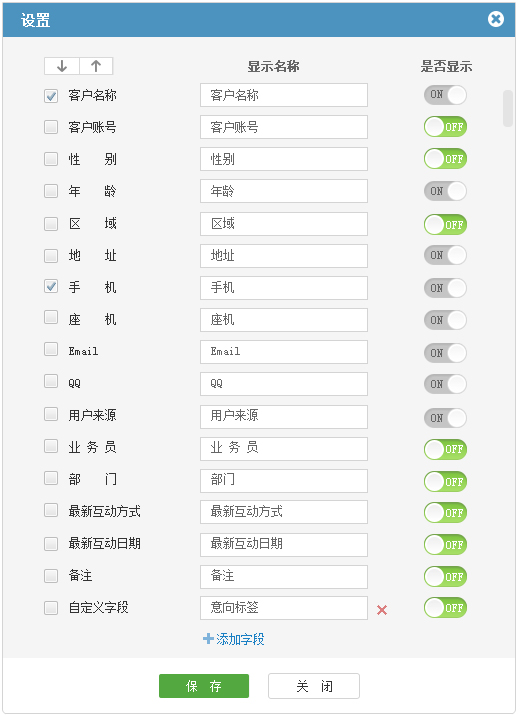 设置
显示名称 是否显示
客户名称 客户名称 ON
客户账号 客户账号 OFF
性 别 性别 OFF
年 龄 年龄 ON
区 域 区域 OFF
地 址 地址 ON
手 机 手机 ON
座 机 座机 ON
Email Email ON
QQ QQ ON
用户来源 用户来源 ON
业 务 员 业 务 员 OFF
部 门 部门 OFF
最新互动方式 最新互动方式 OFF
最新互动日期 最新互动日期 OFF
备注 备注 OFF
自定义字段 意向标签 OFF
添加字段
保 存 关 闭